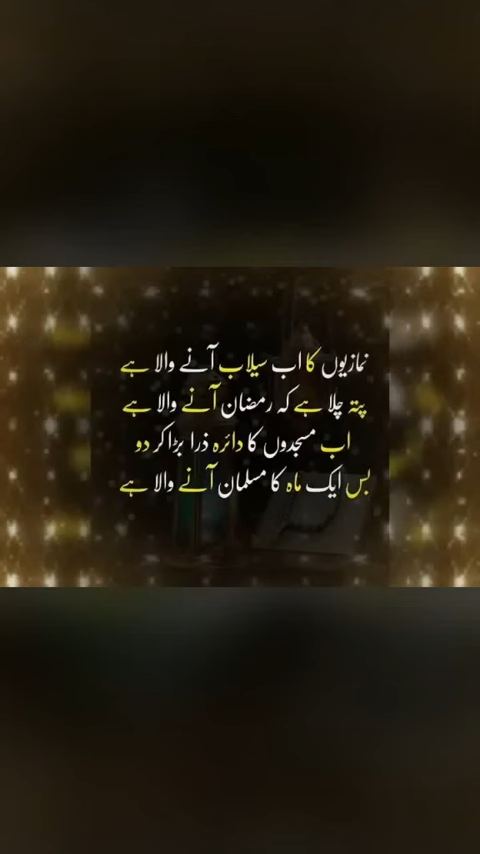 نمازیوں کا اب سیلاب آنے والا ہے
پتہ چلا ہے کہ رمضان آنے والا ہے
اب مسجدوں کا دائرہ ذرا بڑا کر دو
بس ایک ماہ کا مسلمان آنے والا ہے